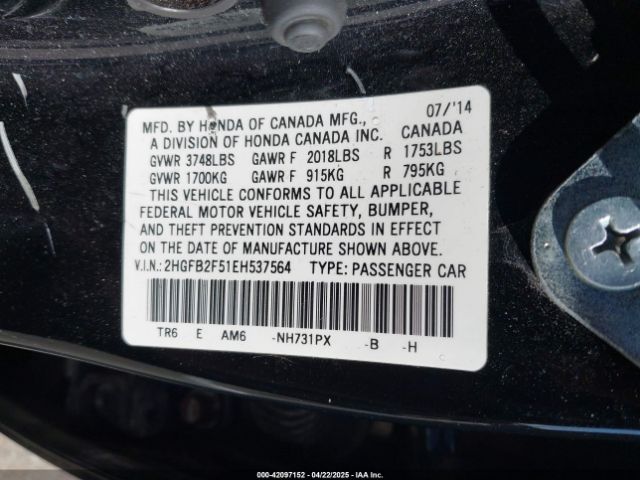 07/'14
MFD. BY HONDA OF CANADA MFG., CANADA
A DIVISION OF HONDA CANADA INC.
GVWR 3748LBS GAWR F 2018LBS R 1753LBS
GVWR 1700KG GAWR F 915KG R 795KG
THIS VEHICLE CONFORMS TO ALL APPLICABLE
FEDERAL MOTOR VEHICLE SAFETY, BUMPER,
AND THEFT PREVENTION STANDARDS IN EFFECT
ON THE DATE OF MANUFACTURE SHOWN ABOVE.
V.I.N.: 2HGFB2F51EH537564 TYPE: PASSENGER CAR
TR6 E AM6 -NH731PX -B -H
000-42097152 - 04/22/2025 - IAAI.COM